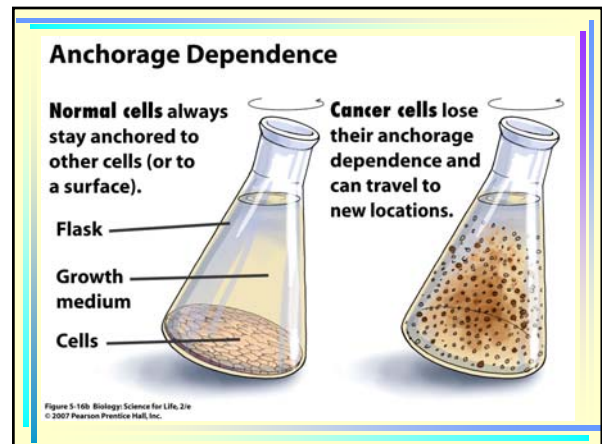 Anchorage Dependence
Normal cells always
stay anchored to
other cells (or to
a surface).
Flask
Growth
medium
Cells
Cancer cells lose
their anchorage
dependence and
can travel to
new locations.
Figure 5-16b Biology: Science for Life, 2/e
© 2007 Pearson Prentice Hall, Inc.